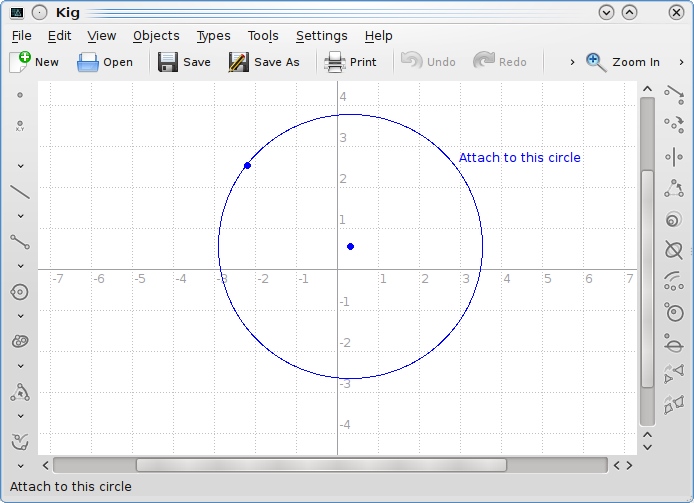 Kig
File Edit View Objects Types Tools Settings Help
New Open Save Save As Print Undo Redo Zoom In
X,Y
4
3
Attach to this circle
2
1
-7 -6 -5 -4 -3 -2 -1 1 2 3 4 5 6 7
-1
-2
-3
-4
Attach to this circle